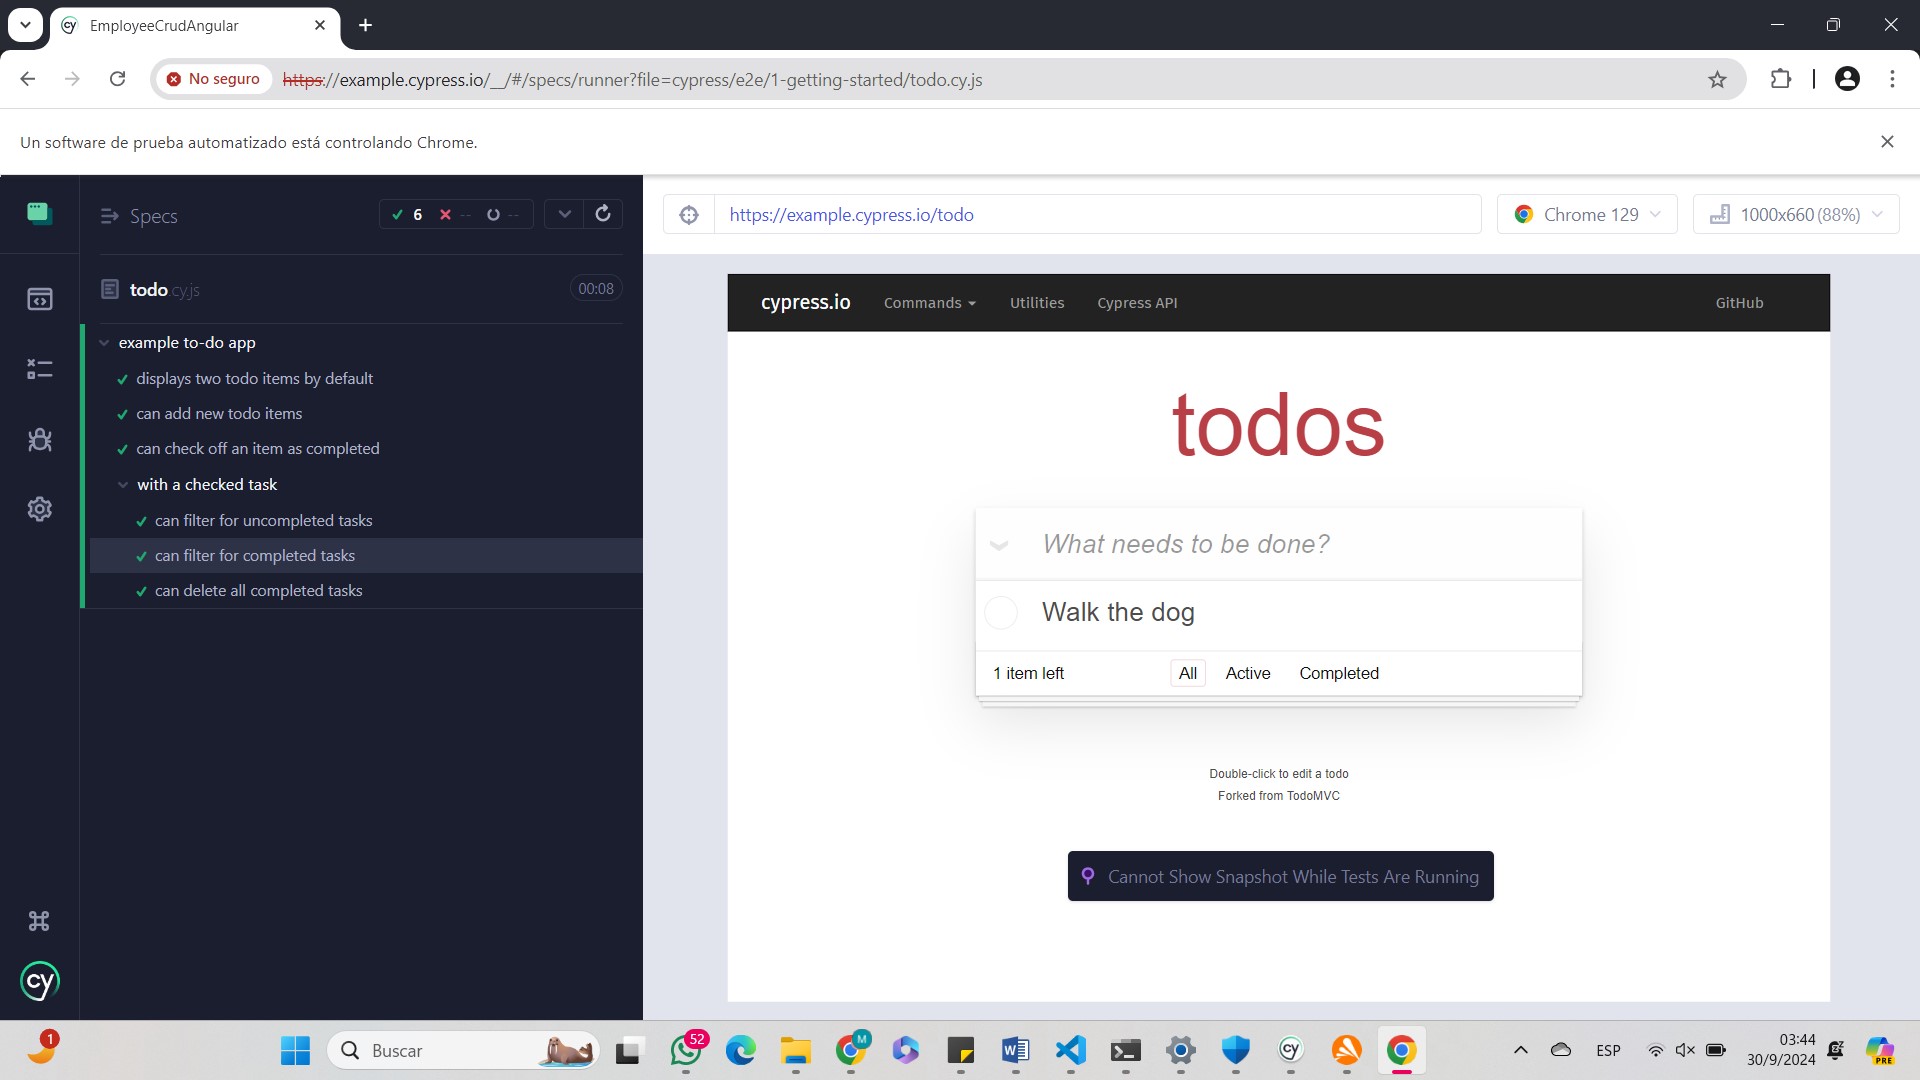 EmployeeCrudAngular
No seguro https://example.cypress.io/__/#/specs/runner?file=cypress/e2e/1-getting-started/todo.cy.js
Un software de prueba automatizado está controlando Chrome.
Specs 6 -- --
https://example.cypress.io/todo
Chrome 129
1000x660 (88%)
todo.cy.js 00:08
example to-do app
displays two todo items by default
can add new todo items
can check off an item as completed
with a checked task
can filter for uncompleted tasks
can filter for completed tasks
can delete all completed tasks
cypress.io Commands Utilities Cypress API GitHub
todos
What needs to be done?
Walk the dog
1 item left All Active Completed
Double-click to edit a todo
Forked from TodoMVC
Cannot Show Snapshot While Tests Are Running
cy
1
Buscar
52
M
cy
ESP
03:44
30/9/2024
PRE